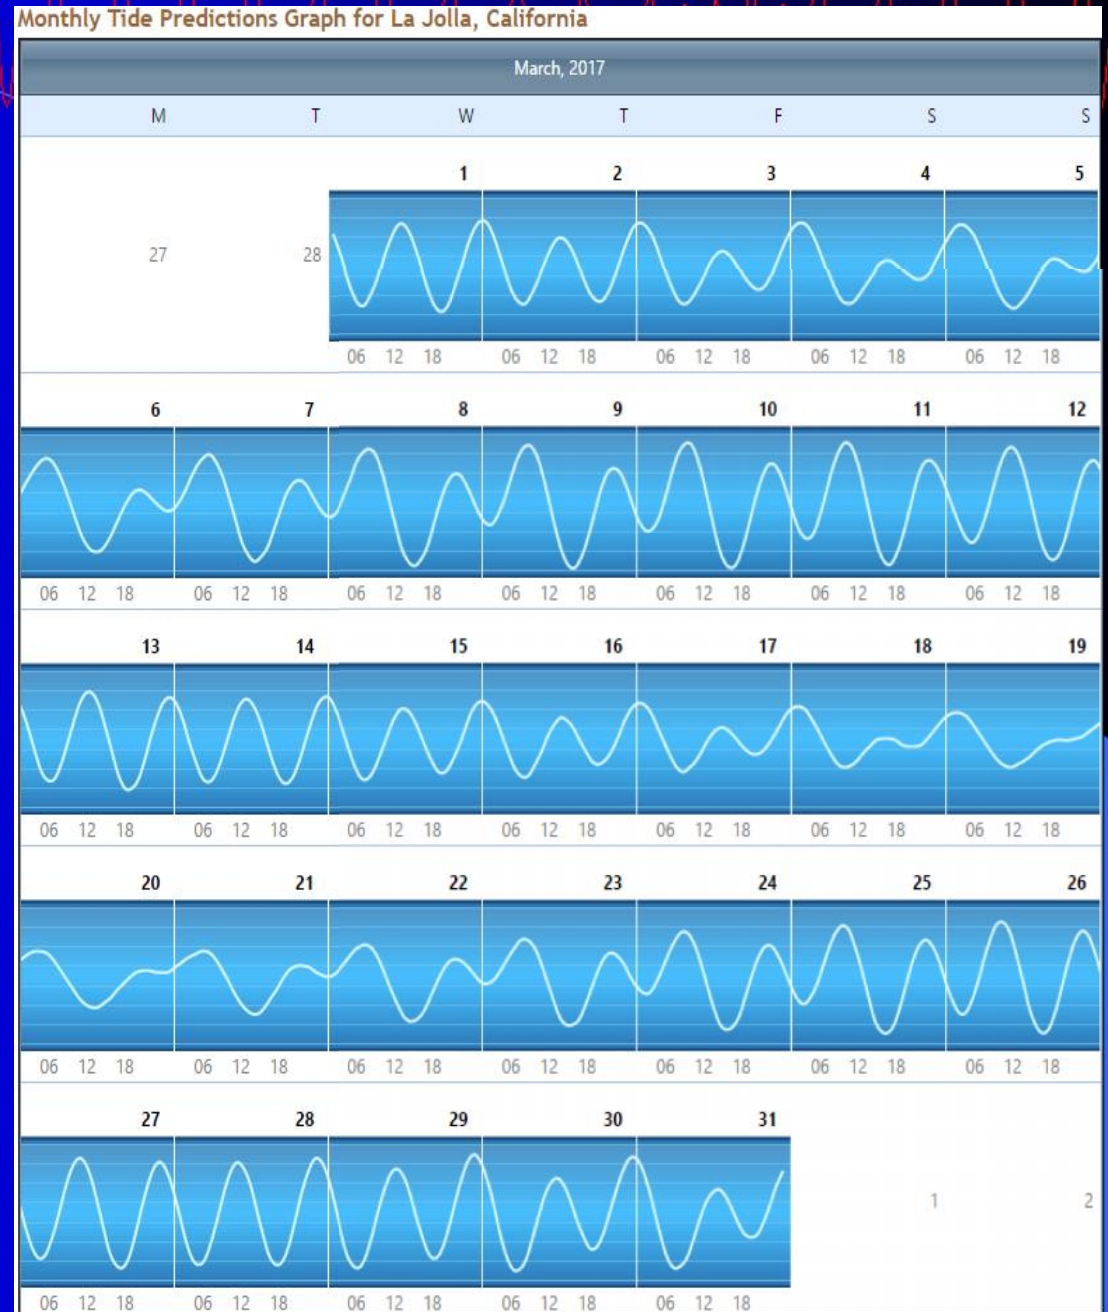 Monthly Tide Predictions Graph for La Jolla, California
March, 2017
M T W T F S S
1 2 3 4 5
27 28
06 12 18 06 12 18 06 12 18 06 12 18 06 12 18
6 7 8 9 10 11 12
06 12 18 06 12 18 06 12 18 06 12 18 06 12 18 06 12 18 06 12 18
13 14 15 16 17 18 19
06 12 18 06 12 18 06 12 18 06 12 18 06 12 18 06 12 18 06 12 18
20 21 22 23 24 25 26
06 12 18 06 12 18 06 12 18 06 12 18 06 12 18 06 12 18 06 12 18
27 28 29 30 31
1 2
06 12 18 06 12 18 06 12 18 06 12 18 06 12 18